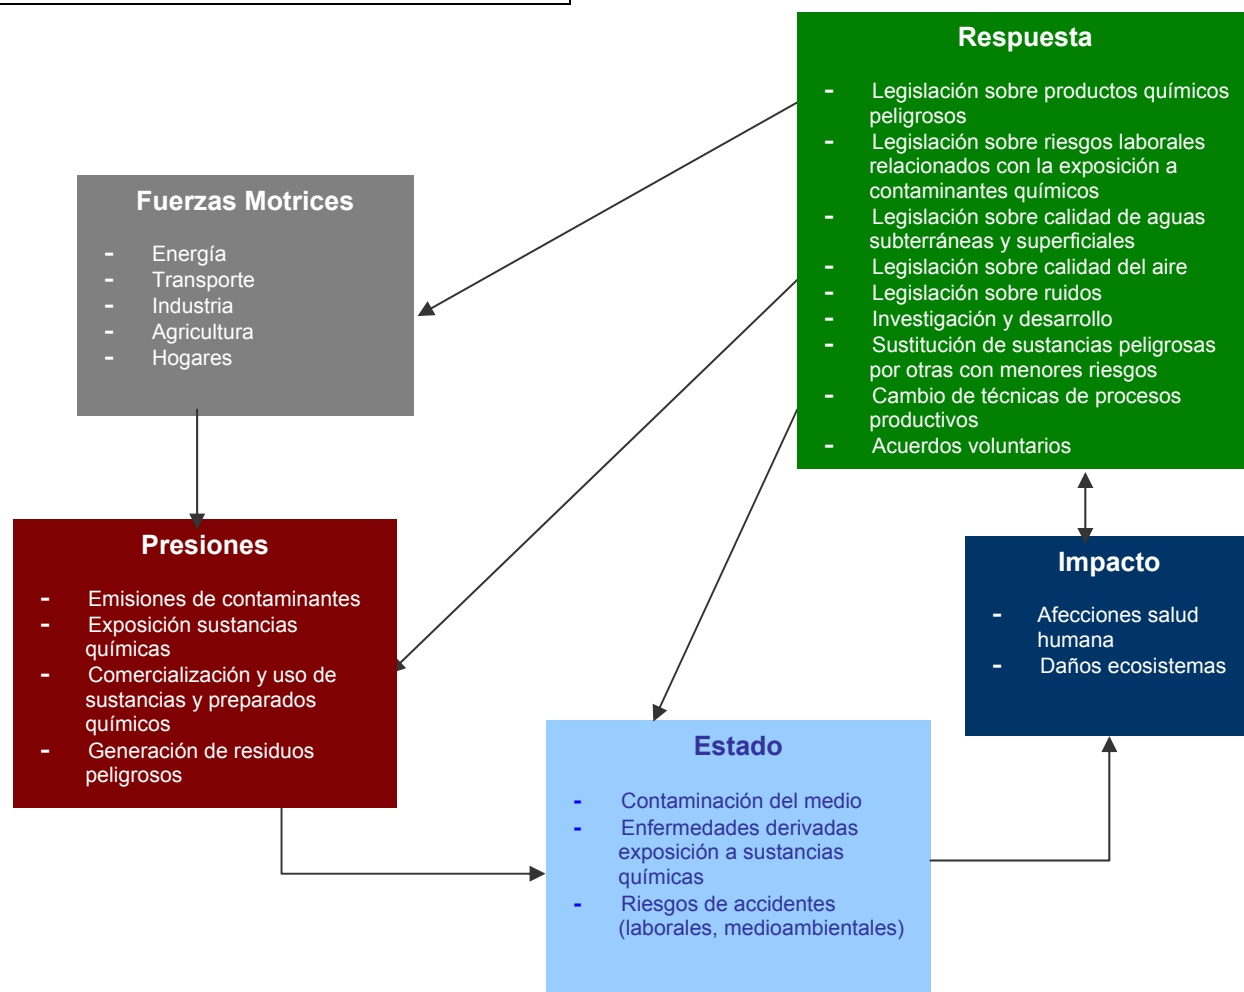 Respuesta
- Legislación sobre productos químicos
peligrosos
- Legislación sobre riesgos laborales
relacionados con la exposición a
contaminantes químicos
- Legislación sobre calidad de aguas
subterráneas y superficiales
- Legislación sobre calidad del aire
- Legislación sobre ruidos
- Investigación y desarrollo
- Sustitución de sustancias peligrosas
por otras con menores riesgos
- Cambio de técnicas de procesos
productivos
- Acuerdos voluntarios
Fuerzas Motrices
- Energía
- Transporte
- Industria
- Agricultura
- Hogares
Presiones
- Emisiones de contaminantes
- Exposición sustancias
químicas
- Comercialización y uso de
sustancias y preparados
químicos
- Generación de residuos
peligrosos
Impacto
- Afecciones salud
humana
- Daños ecosistemas
Estado
- Contaminación del medio
- Enfermedades derivadas
exposición a sustancias
químicas
- Riesgos de accidentes
(laborales, medioambientales)